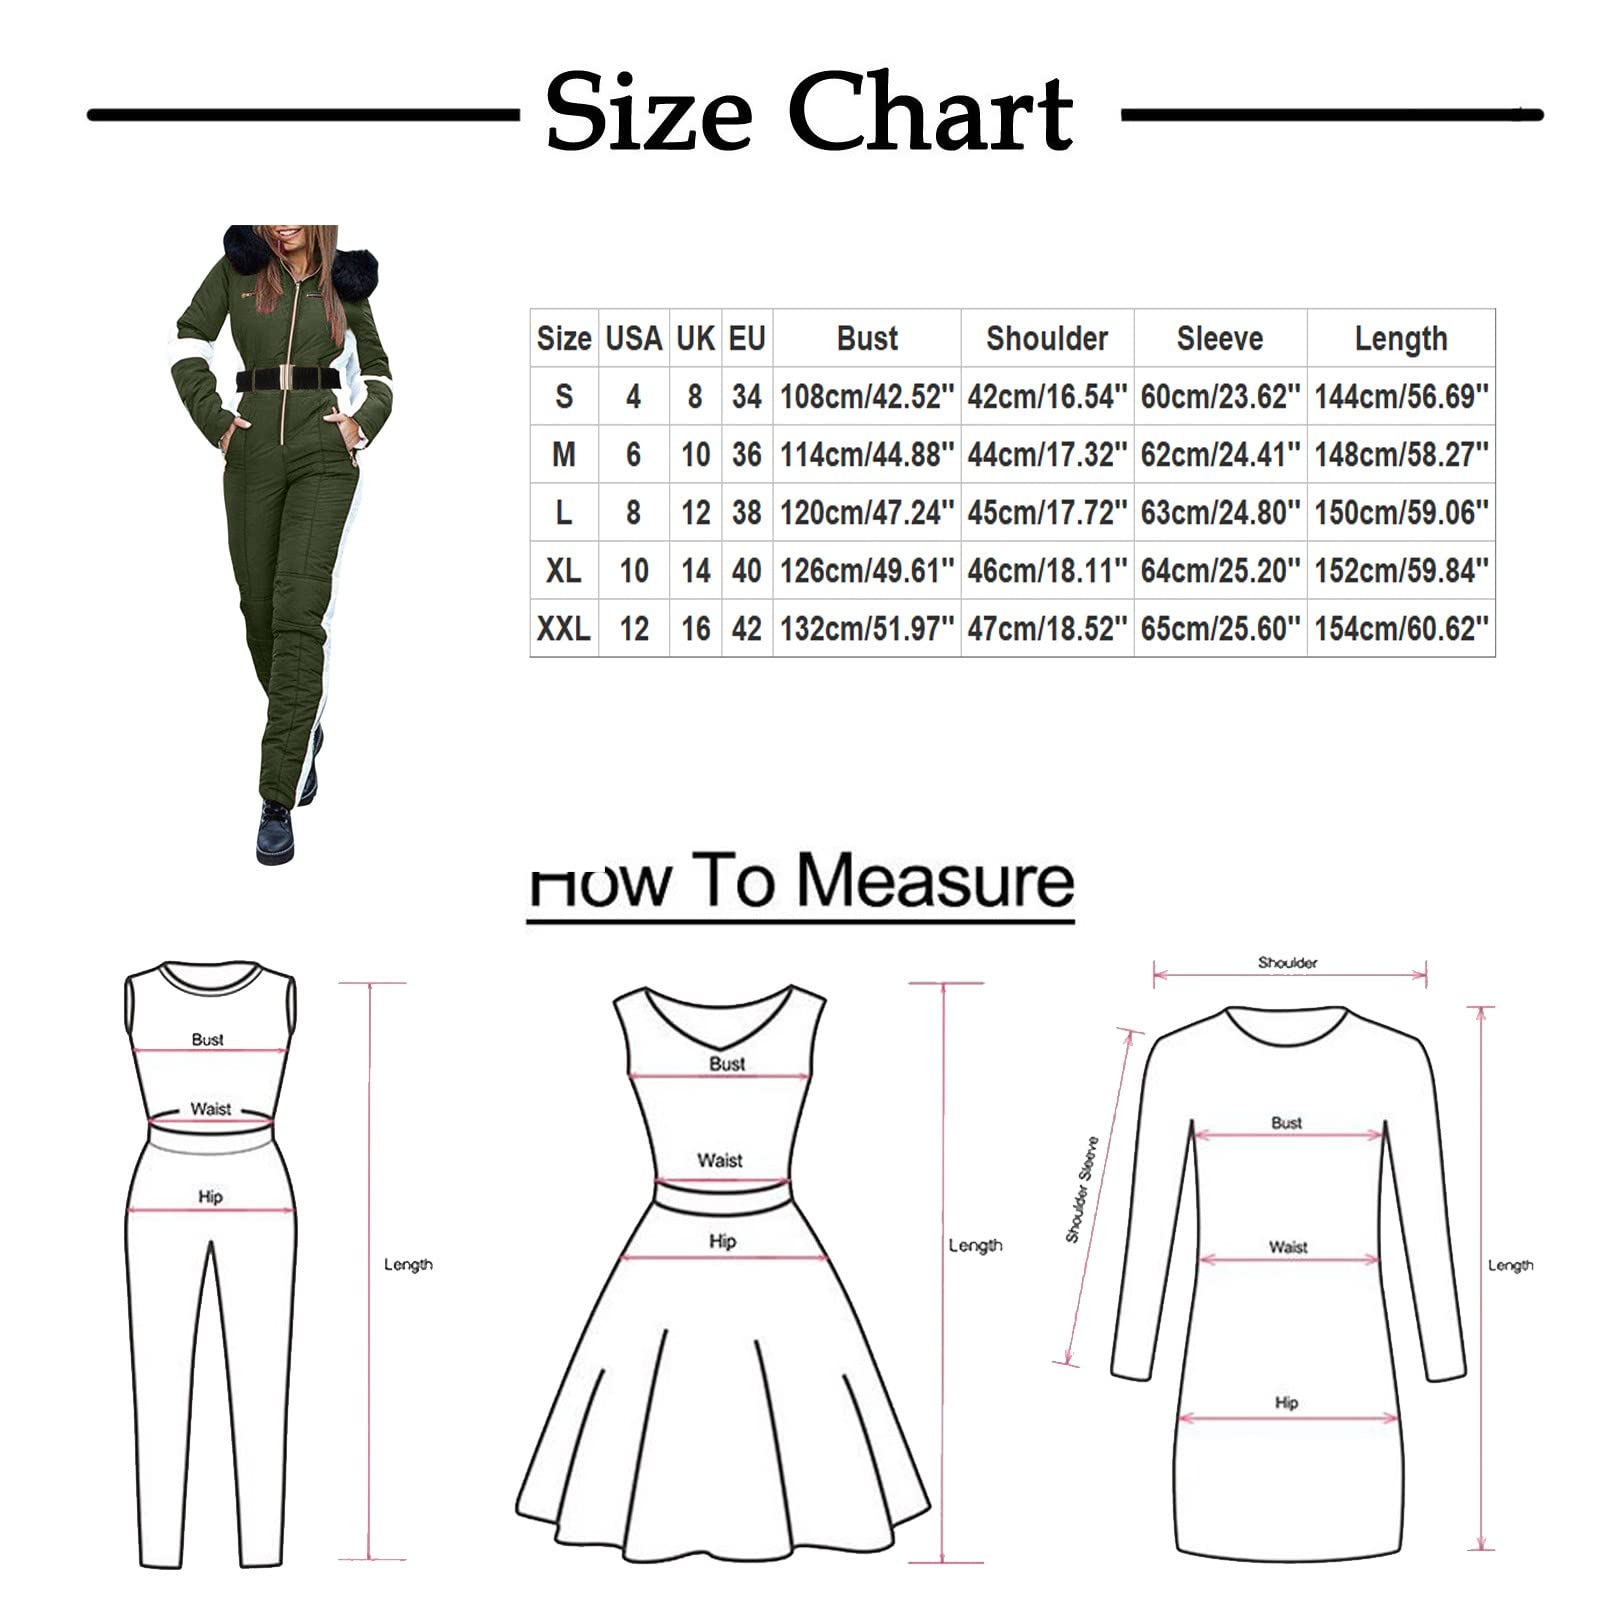 Size Chart
Size USA UK EU Bust Shoulder Sleeve Length
S 4 8 34 108cm/42.52" 42cm/16.54" 60cm/23.62" 144cm/56.69"
M 6 10 36 114cm/44.88" 44cm/17.32" 62cm/24.41" 148cm/58.27"
L 8 12 38 120cm/47.24" 45cm/17.72" 63cm/24.80" 150cm/59.06"
XL 10 14 40 126cm/49.61" 46cm/18.11" 64cm/25.20" 152cm/59.84"
XXL 12 16 42 132cm/51.97" 47cm/18.52" 65cm/25.60" 154cm/60.62"
How To Measure
Bust
Waist
Hip
Length
Bust
Waist
Hip
Length
Shoulder
Shoulder Sleeve
Bust
Waist
Hip
Length